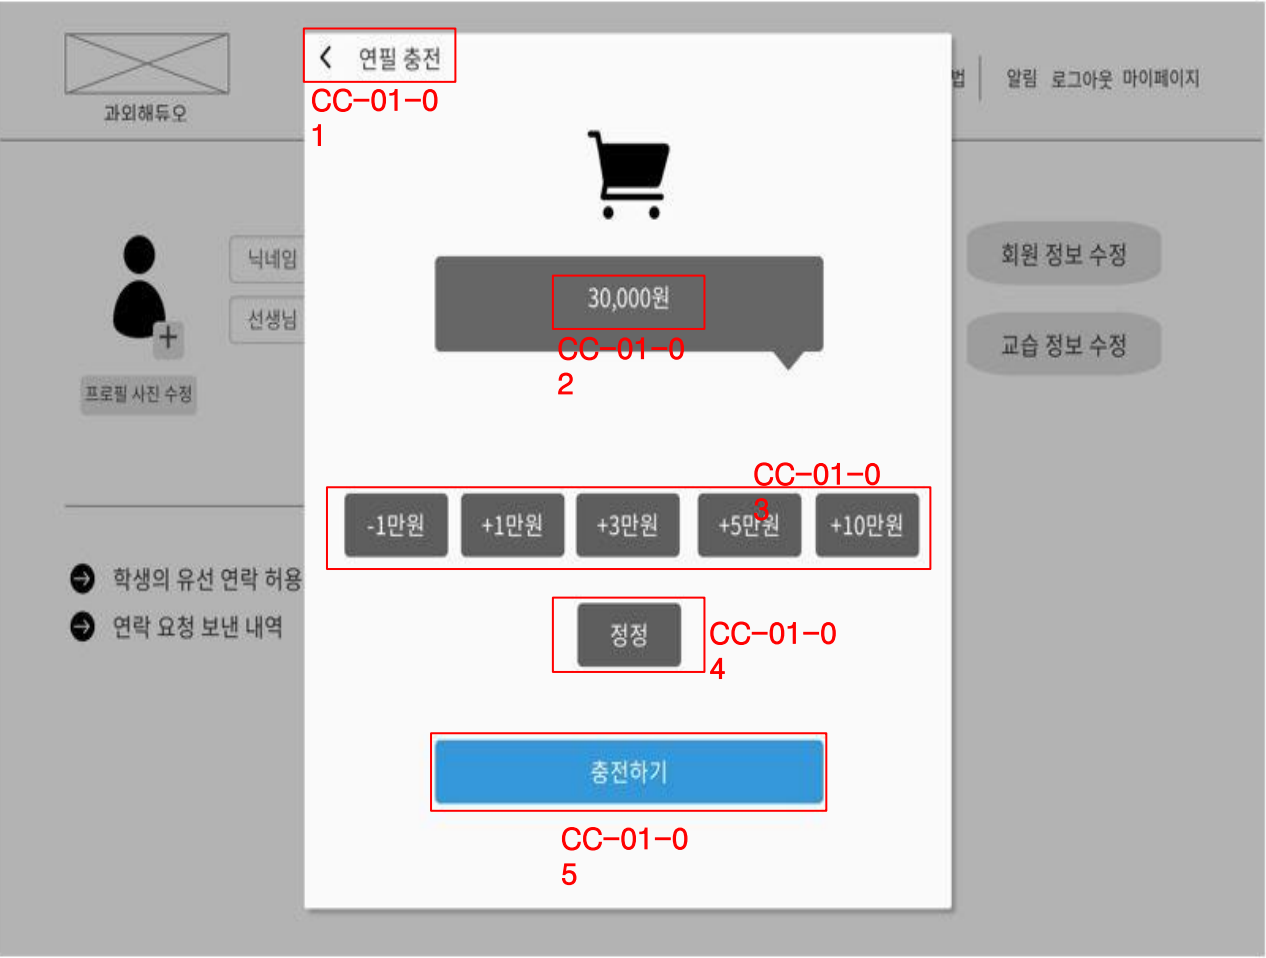 연필 충전
CC-01-0
1
법
알림 로그아웃 마이페이지
과외해듀오
닉네임
선생님
프로필 사진 수정
30,000원
CC-01-0
2
회원 정보 수정
교습 정보 수정
CC-01-0
3
-1만원 +1만원 +3만원 +5만원 +10만원
학생의 유선 연락 허용
연락 요청 보낸 내역
정정
CC-01-0
4
충전하기
CC-01-0
5